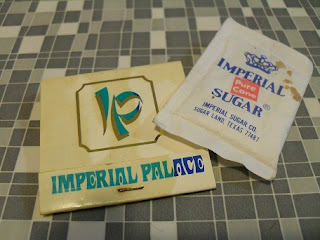 IP
IMPERIAL PALACE
IMPERIAL
Pure
Cane
SUGAR
®
IMPERIAL SUGAR CO.
SUGAR LAND, TEXAS 77487